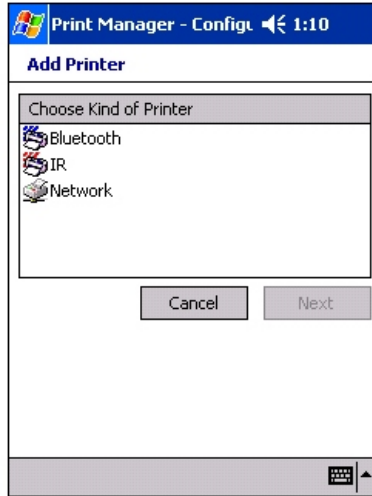 Print Manager - Configu 1:10
Add Printer
Choose Kind of Printer
Bluetooth
IR
Network
Cancel Next